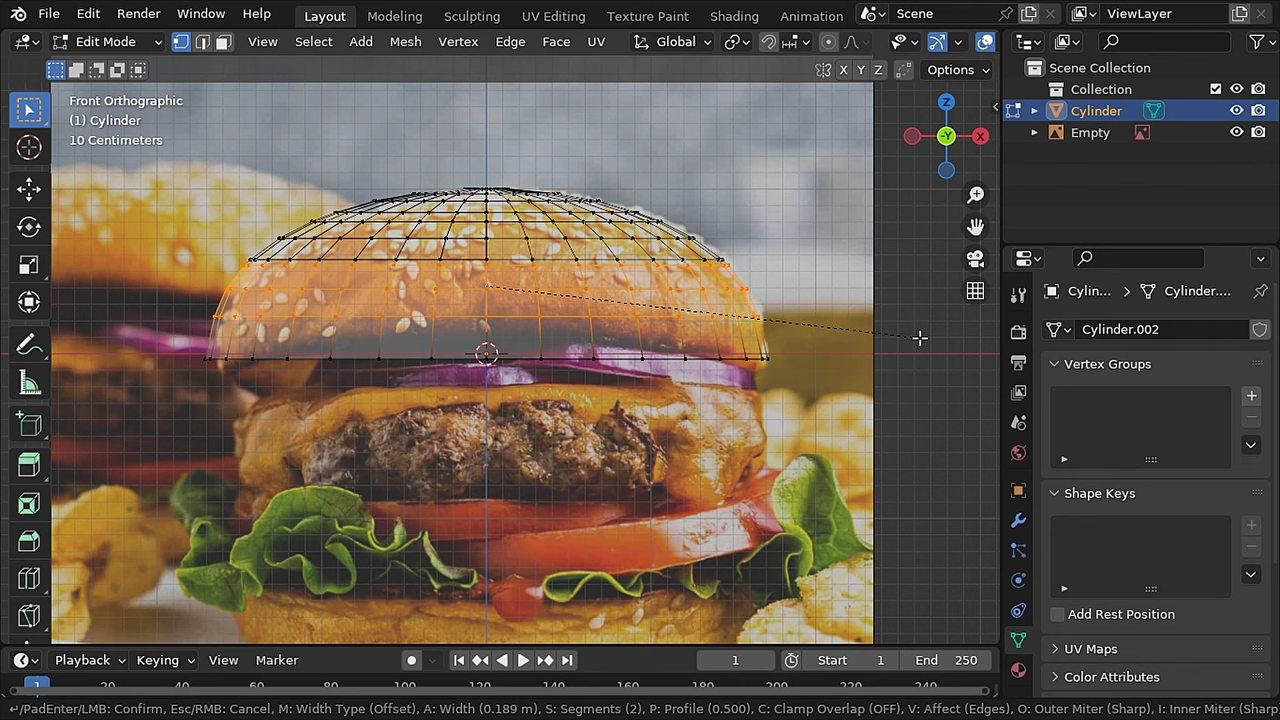 File Edit Render Window Help Layout Modeling Sculpting UV Editing Texture Paint Shading Animation Scene ViewLayer
Edit Mode View Select Add Mesh Vertex Edge Face UV Global
X Y Z Options
Front Orthographic
(1) Cylinder
10 Centimeters
Z
-Y X
Scene Collection
Collection
Cylinder
Empty
Cylin... Cylinder....
Cylinder.002
Vertex Groups
Shape Keys
Add Rest Position
UV Maps
Color Attributes
Playback Keying View Marker 1 Start 1 End 250
1 20 40 60 80 100 120 140 160 180 200 220 240
↵/PadEnter/LMB: Confirm, Esc/RMB: Cancel, M: Width Type (Offset), A: Width (0.189 m), S: Segments (2), P: Profile (0.500), C: Clamp Overlap (OFF), V: Affect (Edges), O: Outer Miter (Sharp), I: Inner Miter (Sharp